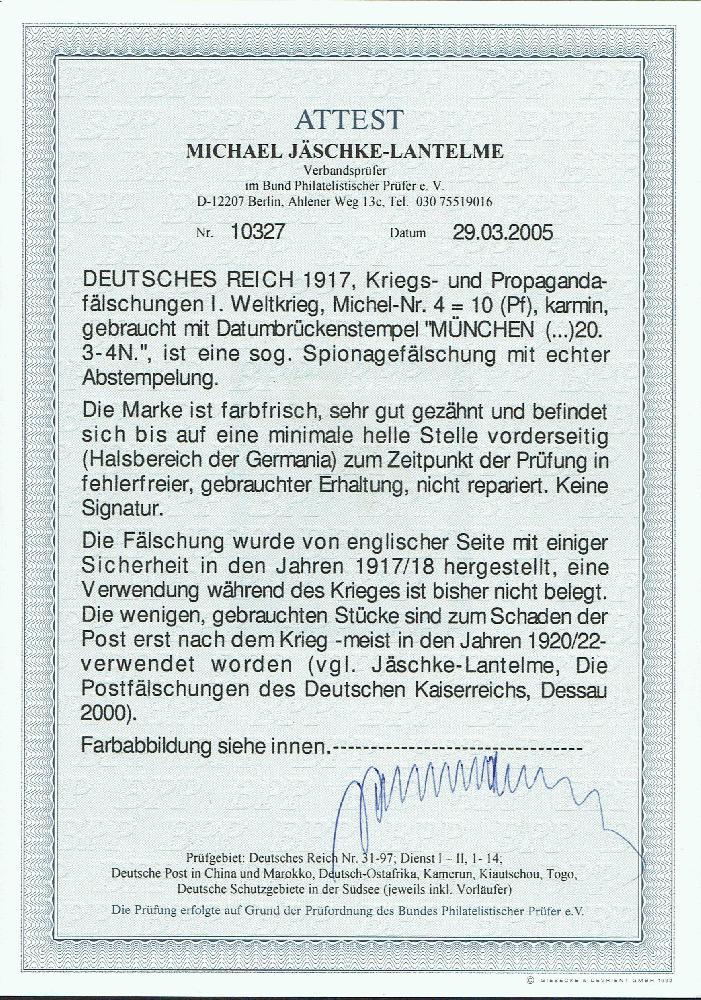 ATTEST
MICHAEL JÄSCHKE-LANTELME
Verbandsprüfer
im Bund Philatelistischer Prüfer e. V.
D-12207 Berlin, Ahlener Weg 13c, Tel. 030 75519016
Nr. 10327 Datum 29.03.2005
DEUTSCHES REICH 1917, Kriegs- und Propaganda-
fälschungen I. Weltkrieg, Michel-Nr. 4 = 10 (Pf), karmin,
gebraucht mit Datumbrückenstempel "MÜNCHEN (...)20.
3-4N.", ist eine sog. Spionagefälschung mit echter
Abstempelung.
Die Marke ist farbfrisch, sehr gut gezähnt und befindet
sich bis auf eine minimale helle Stelle vorderseitig
(Halsbereich der Germania) zum Zeitpunkt der Prüfung in
fehlerfreier, gebrauchter Erhaltung, nicht repariert. Keine
Signatur.
Die Fälschung wurde von englischer Seite mit einiger
Sicherheit in den Jahren 1917/18 hergestellt, eine
Verwendung während des Krieges ist bisher nicht belegt.
Die wenigen, gebrauchten Stücke sind zum Schaden der
Post erst nach dem Krieg -meist in den Jahren 1920/22-
verwendet worden (vgl. Jäschke-Lantelme, Die
Postfälschungen des Deutschen Kaiserreichs, Dessau
2000).
Farbabbildung siehe innen.--------------------------------
Prüfgebiet: Deutsches Reich Nr. 31-97; Dienst I – II, 1- 14;
Deutsche Post in China und Marokko, Deutsch-Ostafrika, Kamerun, Kiautschou, Togo,
Deutsche Schutzgebiete in der Südsee (jeweils inkl. Vorläufer)
Die Prüfung erfolgte auf Grund der Prüfordnung des Bundes Philatelistischer Prüfer e.V.
© GIESECKE & DEVRIENT GMBH 1993